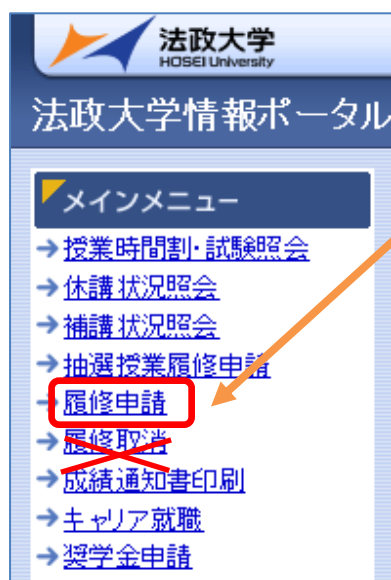 法政大学
HOSEI University
法政大学情報ポータル
メインメニュー
授業時間割･試験照会
休講状況照会
補講状況照会
抽選授業履修申請
履修申請
履修取消
成績通知書印刷
キャリア就職
奨学金申請